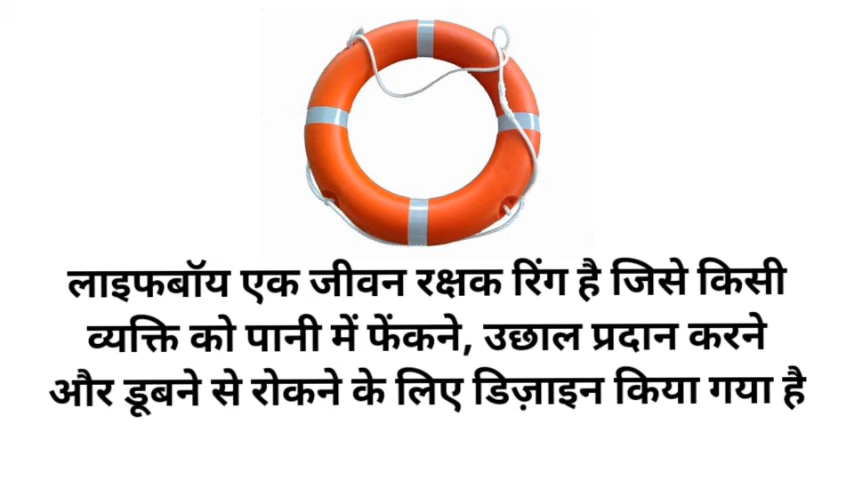 लाइफबॉय एक जीवन रक्षक रिंग है जिसे किसी
व्यक्ति को पानी में फेंकने, उछाल प्रदान करने
और डूबने से रोकने के लिए डिज़ाइन किया गया है